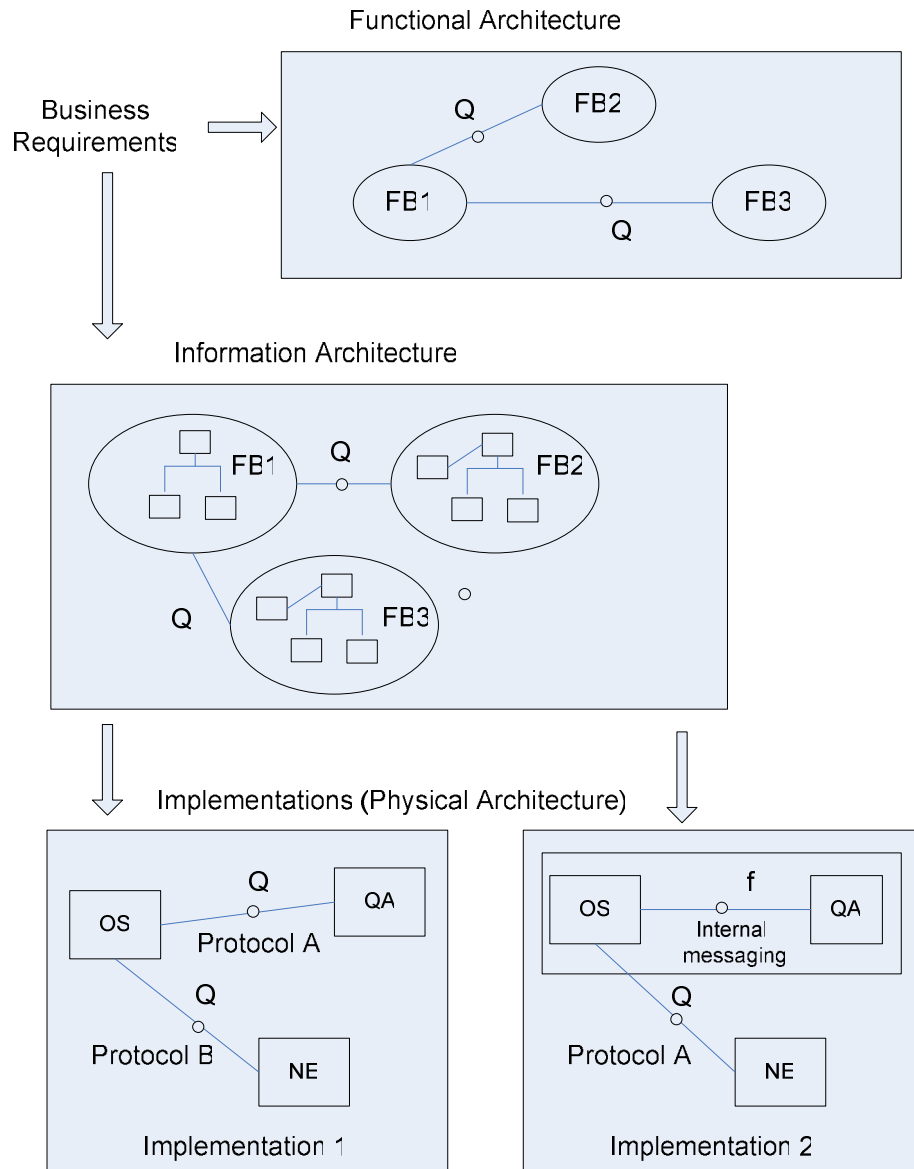 Functional Architecture
Business
Requirements
Q
FB2
FB1
FB3
Q
Information Architecture
FB1
Q
FB2
Q
FB3
Implementations (Physical Architecture)
Q
OS
QA
Protocol A
Q
Protocol B
NE
Implementation 1
f
OS
QA
Internal
messaging
Q
Protocol A
NE
Implementation 2